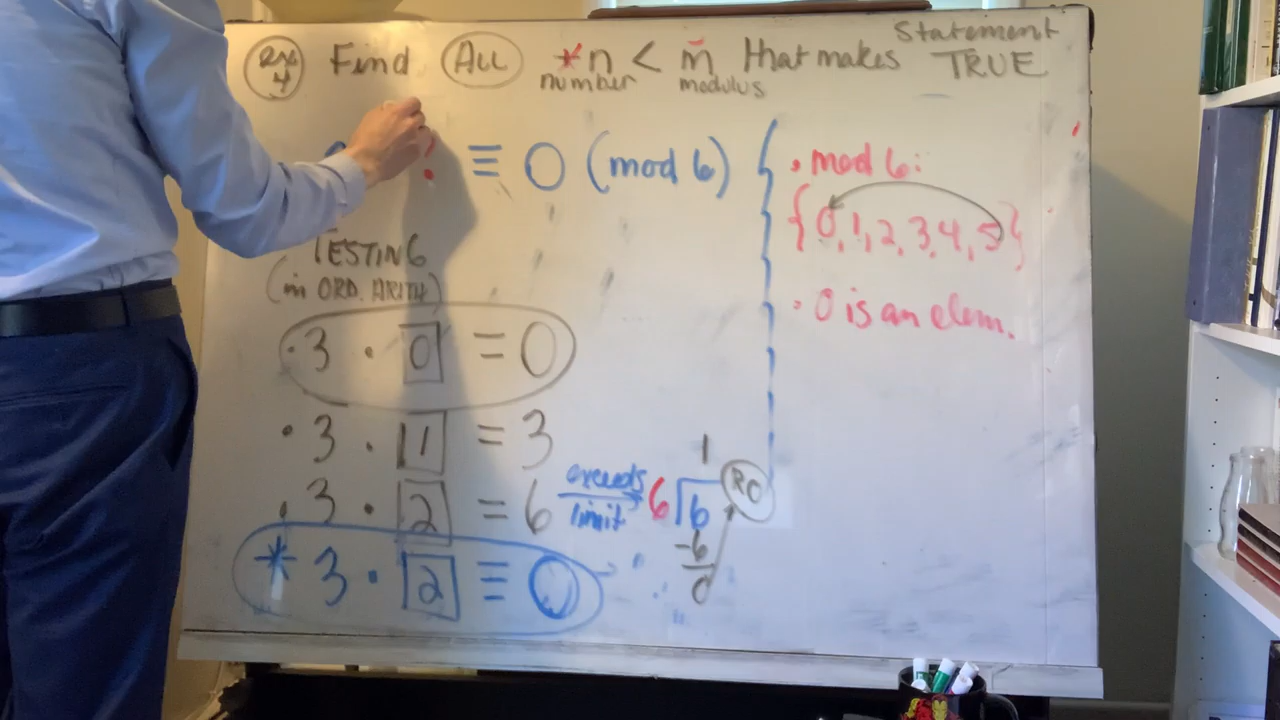 Ex 4 Find ALL *n < m that makes Statement TRUE
number modulus
? ≡ 0 (mod 6)
TESTING
(in ORD. ARITH)
· 3 · 0 = 0
· 3 · 1 = 3
· 3 · 2 = 6 exceeds limit
* 3 · 2 ≡ 0
1 R0
6 6
-6
0
· mod 6:
{0, 1, 2, 3, 4, 5}
· 0 is an elem.